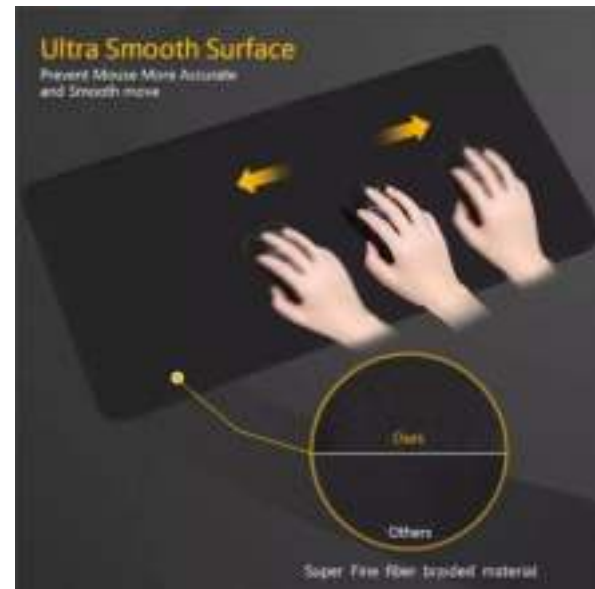 Ultra Smooth Surface
Prevent Mouse More Accurate
and Smooth move
Ours
Others
Super Fine fiber braided material